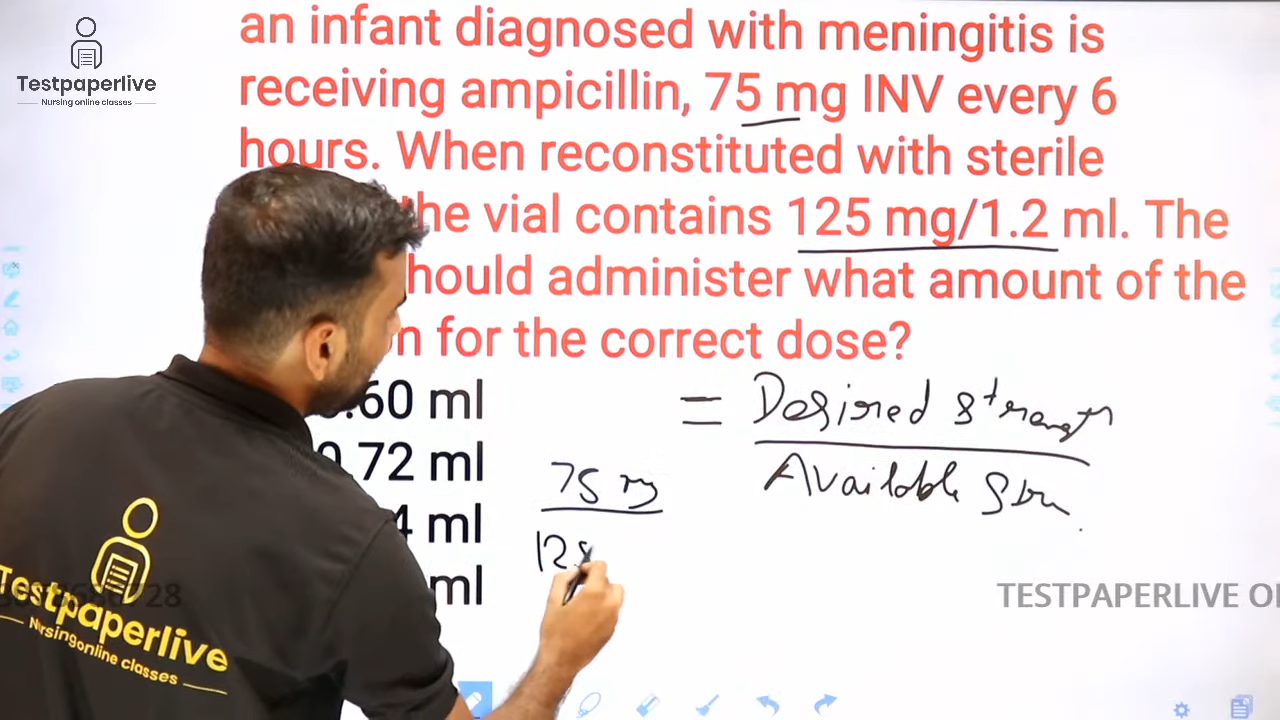 Testpaperlive
Nursing online classes
an infant diagnosed with meningitis is
receiving ampicillin, 75 mg INV every 6
hours. When reconstituted with sterile
the vial contains 125 mg/1.2 ml. The
should administer what amount of the
for the correct dose?
.60 ml
0.72 ml
4 ml
ml
= Desired strength
Available Stren
75 mg
125
Testpaperlive
Nursing online classes
TESTPAPERLIVE